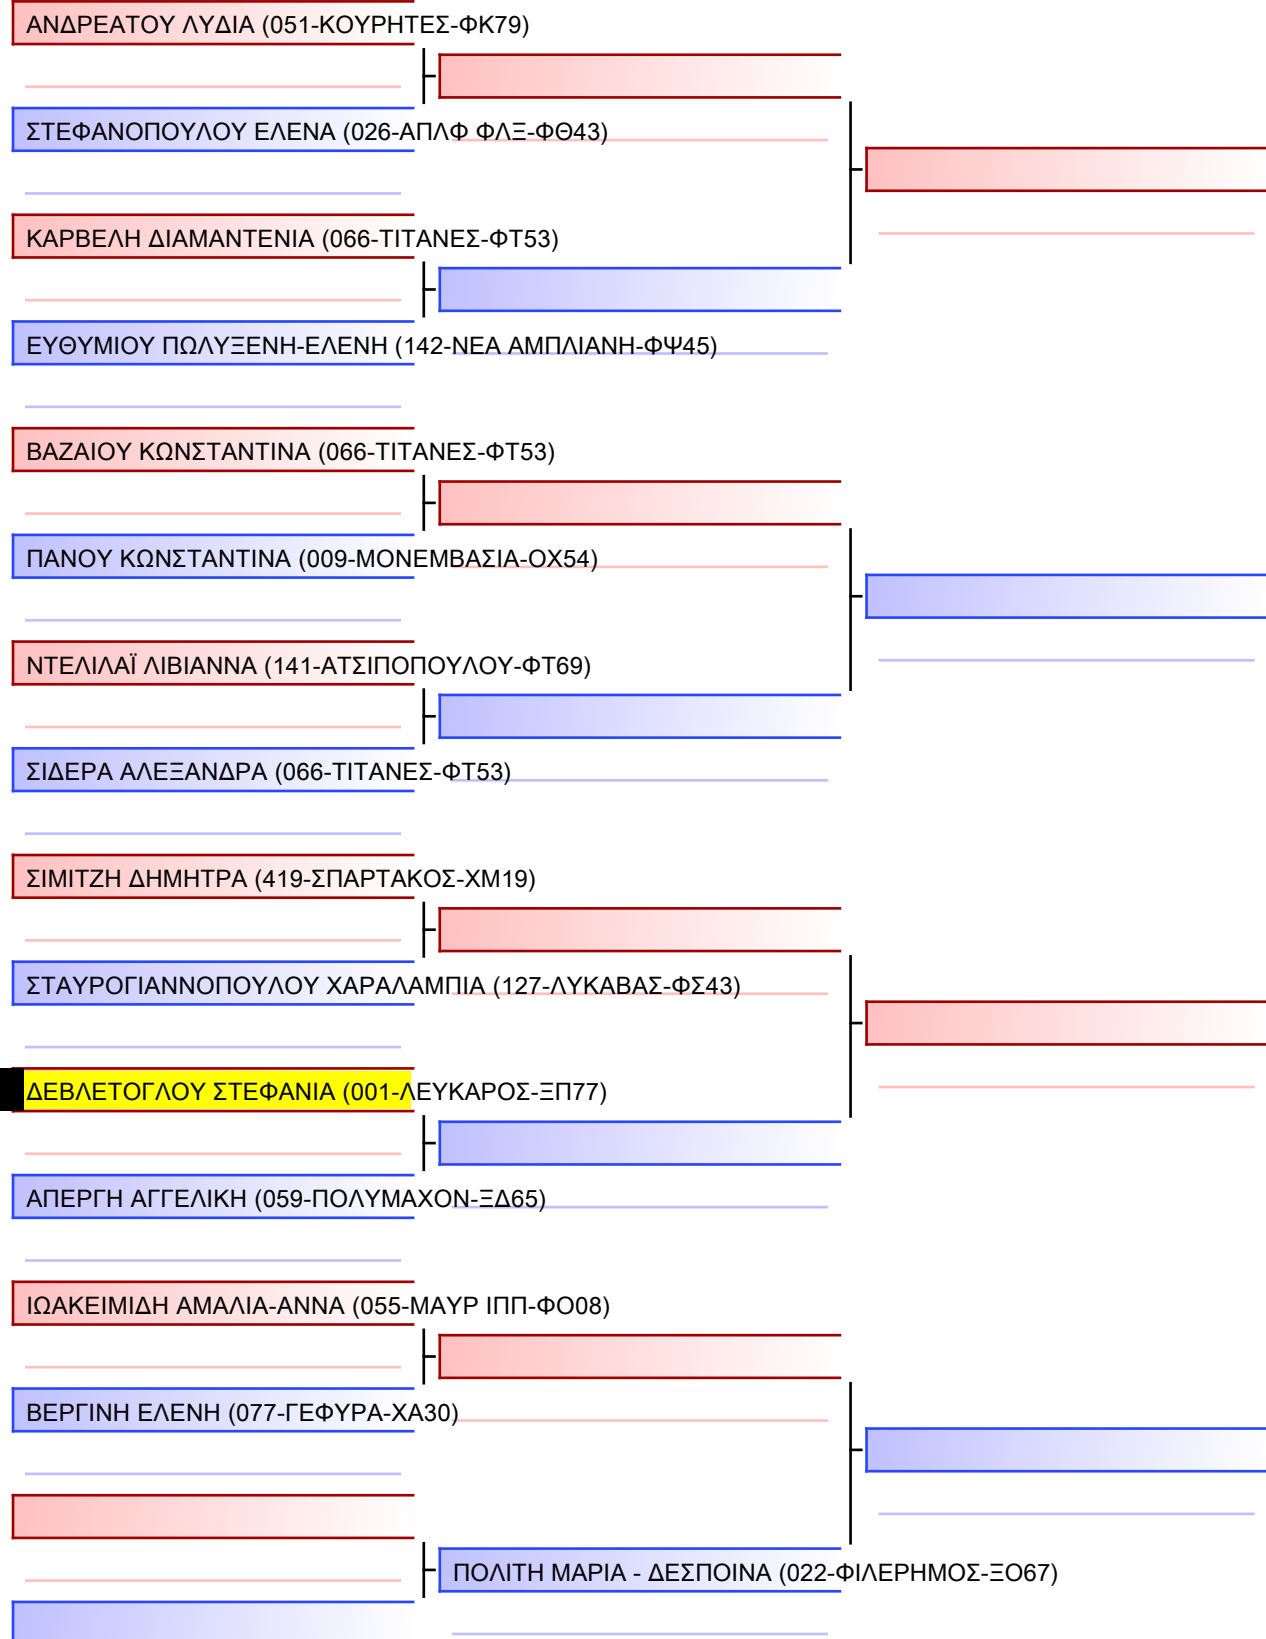 ΑΝΔΡΕΑΤΟΥ ΛΥΔΙΑ (051-ΚΟΥΡΗΤΕΣ-ΦΚ79)
ΣΤΕΦΑΝΟΠΟΥΛΟΥ ΕΛΕΝΑ (026-ΑΠΛΦ ΦΛΞ-ΦΘ43)
ΚΑΡΒΕΛΗ ΔΙΑΜΑΝΤΕΝΙΑ (066-ΤΙΤΑΝΕΣ-ΦΤ53)
ΕΥΘΥΜΙΟΥ ΠΩΛΥΞΕΝΗ-ΕΛΕΝΗ (142-ΝΕΑ ΑΜΠΛΙΑΝΗ-ΦΨ45)
ΒΑΖΑΙΟΥ ΚΩΝΣΤΑΝΤΙΝΑ (066-ΤΙΤΑΝΕΣ-ΦΤ53)
ΠΑΝΟΥ ΚΩΝΣΤΑΝΤΙΝΑ (009-ΜΟΝΕΜΒΑΣΙΑ-ΟΧ54)
ΝΤΕΛΙΛΑΪ ΛΙΒΙΑΝΝΑ (141-ΑΤΣΙΠΟΠΟΥΛΟΥ-ΦΤ69)
ΣΙΔΕΡΑ ΑΛΕΞΑΝΔΡΑ (066-ΤΙΤΑΝΕΣ-ΦΤ53)
ΣΙΜΙΤΖΗ ΔΗΜΗΤΡΑ (419-ΣΠΑΡΤΑΚΟΣ-ΧΜ19)
ΣΤΑΥΡΟΓΙΑΝΝΟΠΟΥΛΟΥ ΧΑΡΑΛΑΜΠΙΑ (127-ΛΥΚΑΒΑΣ-ΦΣ43)
ΔΕΒΛΕΤΟΓΛΟΥ ΣΤΕΦΑΝΙΑ (001-ΛΕΥΚΑΡΟΣ-ΞΠ77)
ΑΠΕΡΓΗ ΑΓΓΕΛΙΚΗ (059-ΠΟΛΥΜΑΧΟΝ-ΞΔ65)
ΙΩΑΚΕΙΜΙΔΗ ΑΜΑΛΙΑ-ΑΝΝΑ (055-ΜΑΥΡ ΙΠΠ-ΦΟ08)
ΒΕΡΓΙΝΗ ΕΛΕΝΗ (077-ΓΕΦΥΡΑ-ΧΑ30)
ΠΟΛΙΤΗ ΜΑΡΙΑ - ΔΕΣΠΟΙΝΑ (022-ΦΙΛΕΡΗΜΟΣ-ΞΟ67)